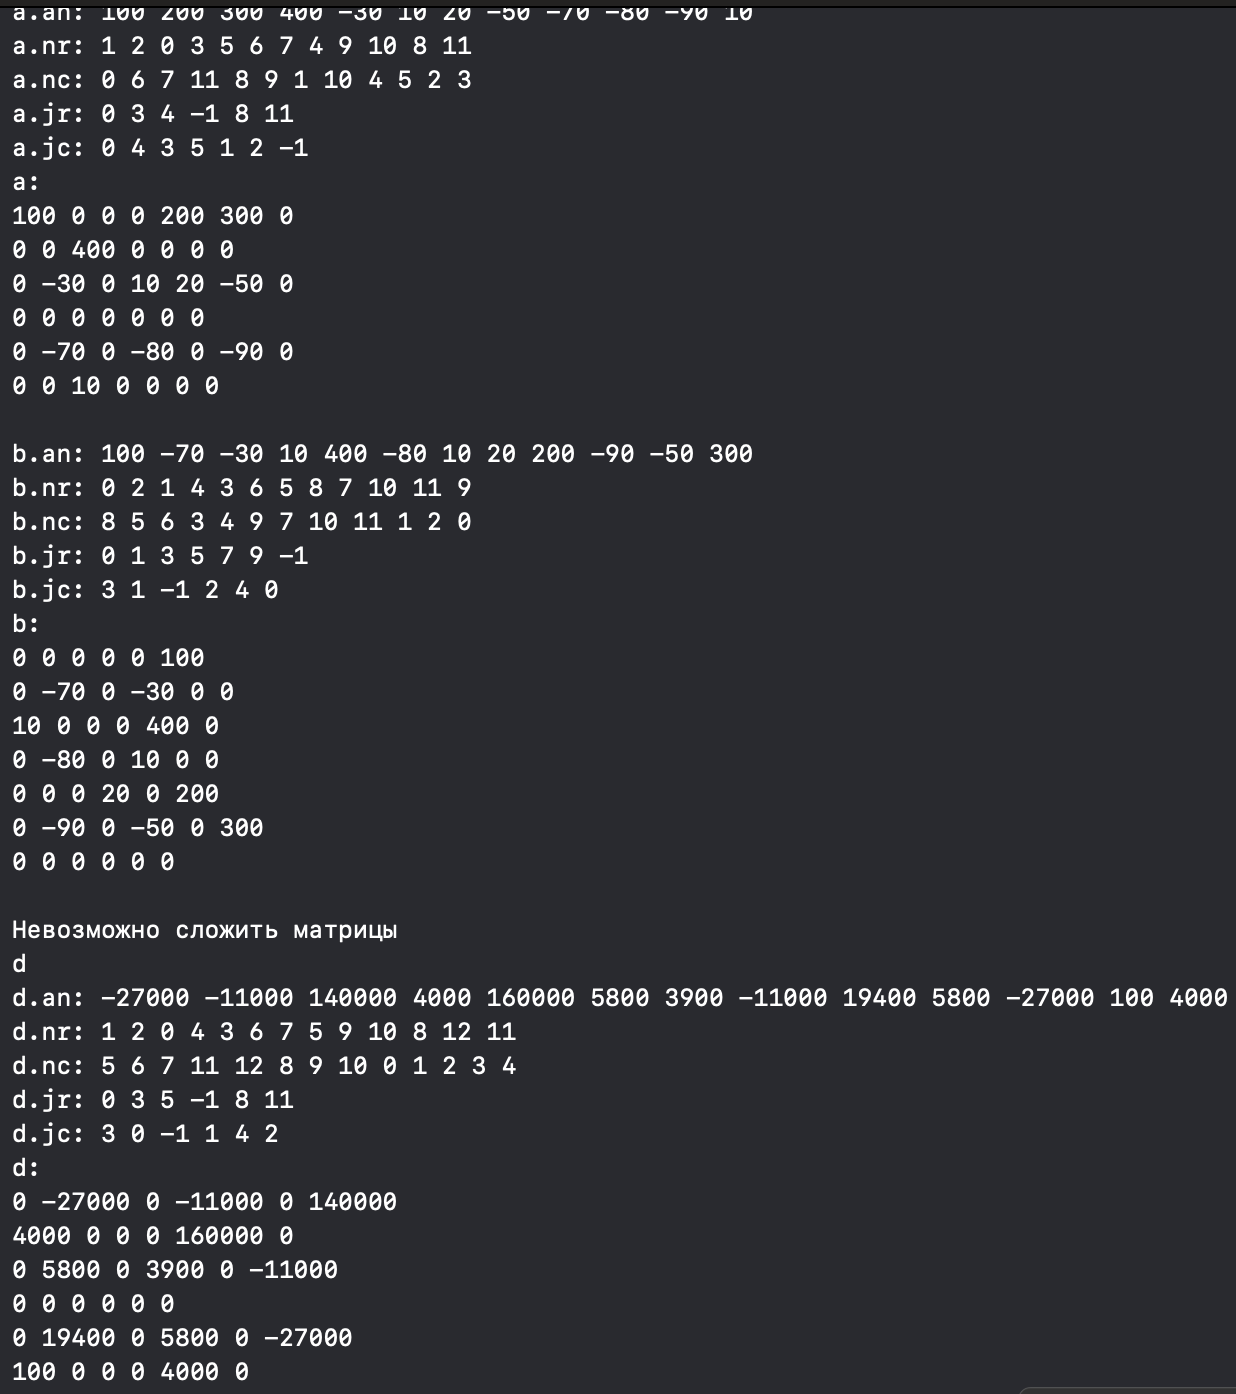 a.an: 100 200 300 400 -30 10 20 -50 -70 -80 -90 10
a.nr: 1 2 0 3 5 6 7 4 9 10 8 11
a.nc: 0 6 7 11 8 9 1 10 4 5 2 3
a.jr: 0 3 4 -1 8 11
a.jc: 0 4 3 5 1 2 -1
a:
100 0 0 0 200 300 0
0 0 400 0 0 0 0
0 -30 0 10 20 -50 0
0 0 0 0 0 0 0
0 -70 0 -80 0 -90 0
0 0 10 0 0 0 0
b.an: 100 -70 -30 10 400 -80 10 20 200 -90 -50 300
b.nr: 0 2 1 4 3 6 5 8 7 10 11 9
b.nc: 8 5 6 3 4 9 7 10 11 1 2 0
b.jr: 0 1 3 5 7 9 -1
b.jc: 3 1 -1 2 4 0
b:
0 0 0 0 0 100
0 -70 0 -30 0 0
10 0 0 0 400 0
0 -80 0 10 0 0
0 0 0 20 0 200
0 -90 0 -50 0 300
0 0 0 0 0 0
Невозможно сложить матрицы
d
d.an: -27000 -11000 140000 4000 160000 5800 3900 -11000 19400 5800 -27000 100 4000
d.nr: 1 2 0 4 3 6 7 5 9 10 8 12 11
d.nc: 5 6 7 11 12 8 9 10 0 1 2 3 4
d.jr: 0 3 5 -1 8 11
d.jc: 3 0 -1 1 4 2
d:
0 -27000 0 -11000 0 140000
4000 0 0 0 160000 0
0 5800 0 3900 0 -11000
0 0 0 0 0 0
0 19400 0 5800 0 -27000
100 0 0 0 4000 0